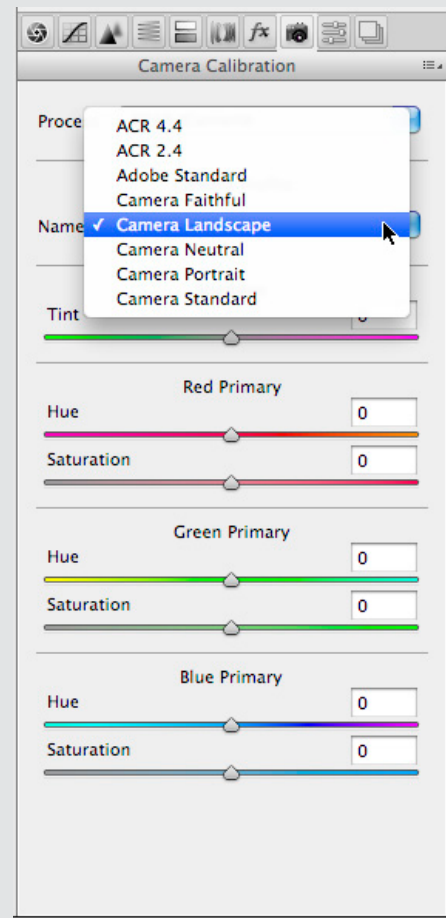 fx
Camera Calibration
ACR 4.4
ACR 2.4
Adobe Standard
Camera Faithful
Name ✓ Camera Landscape
Camera Neutral
Camera Portrait
Camera Standard
Tint
Red Primary
Hue 0
Saturation 0
Green Primary
Hue 0
Saturation 0
Blue Primary
Hue 0
Saturation 0